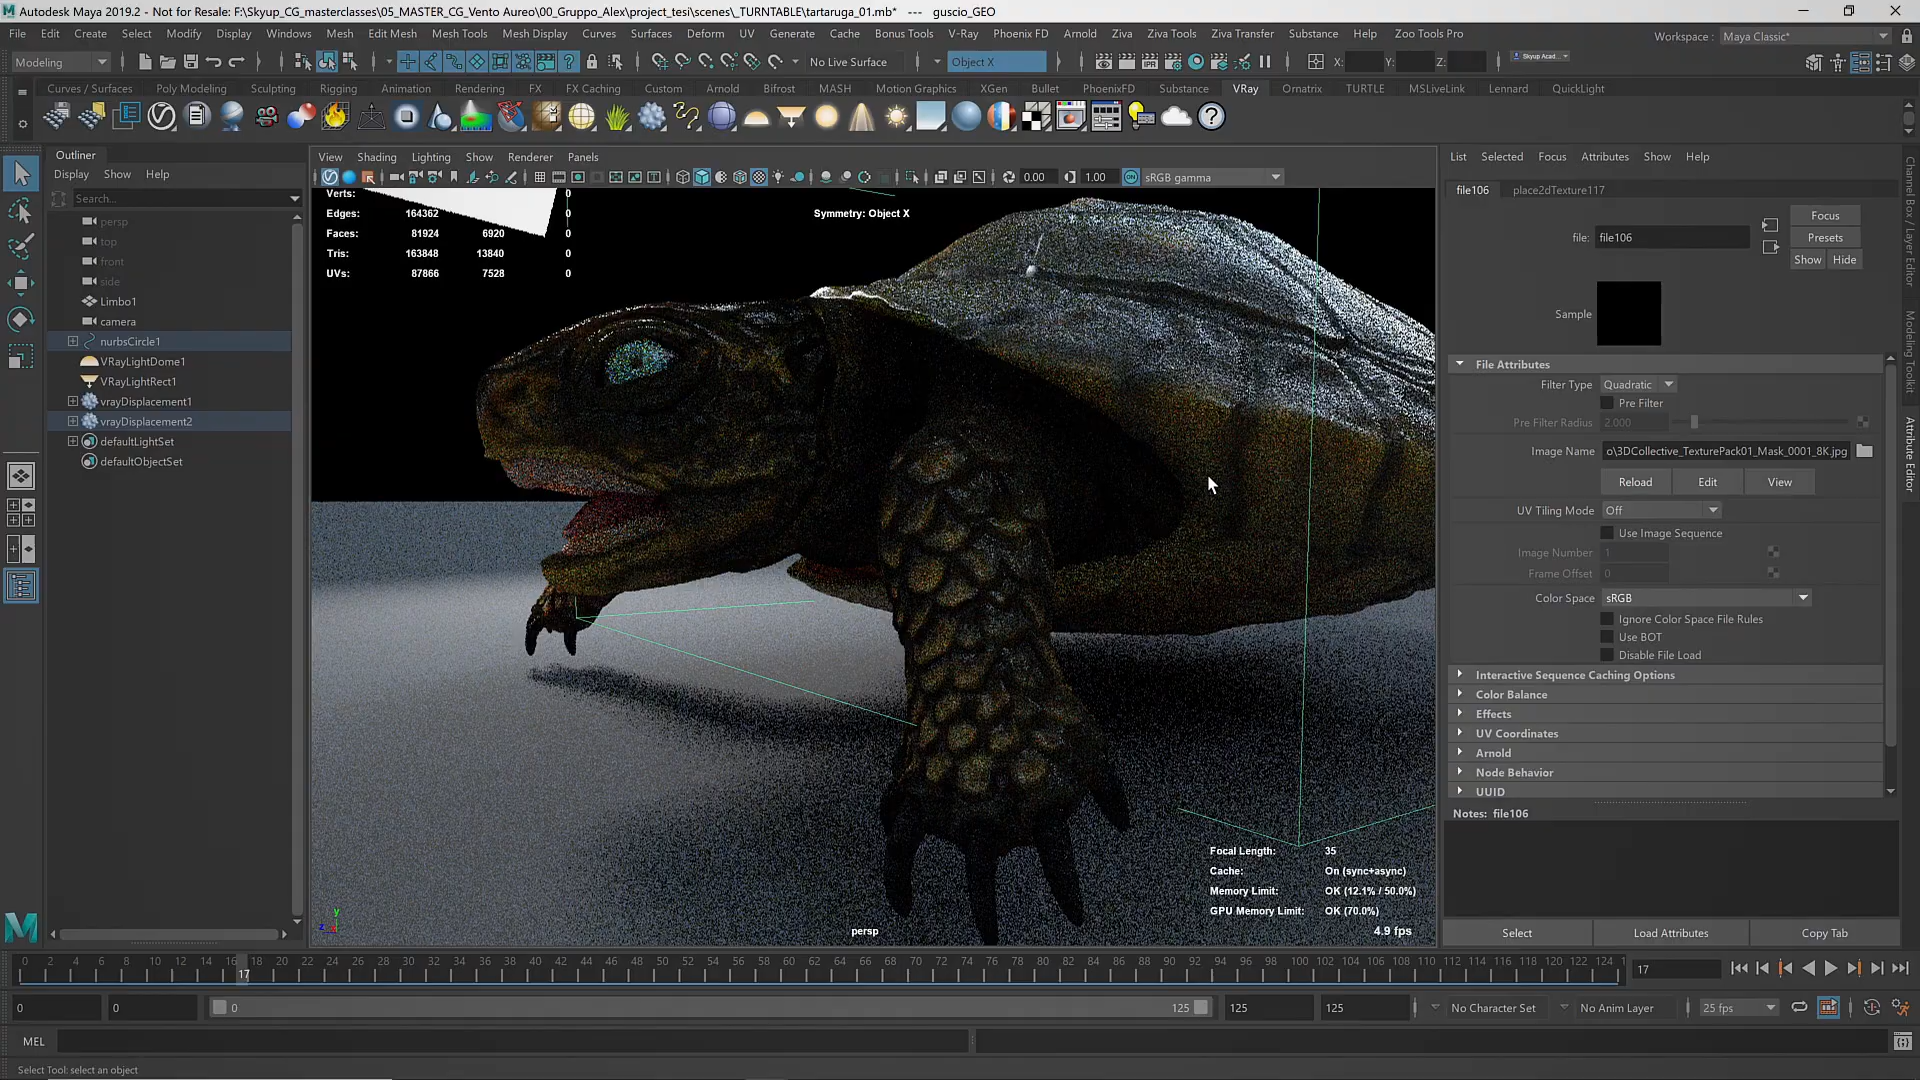 Autodesk Maya 2019.2 - Not for Resale: F:\Skyup_CG_masterclasses\05_MASTER_CG_Vento Aureo\00_Gruppo_Alex\project_tesi\scenes\_TURNTABLE\tartaruga_01.mb* --- guscio_GEO
File Edit Create Select Modify Display Windows Mesh Edit Mesh Mesh Tools Mesh Display Curves Surfaces Deform UV Generate Cache Bonus Tools V-Ray Phoenix FD Arnold Ziva Ziva Tools Ziva Transfer Substance Help Zoo Tools Pro
Workspace : Maya Classic*
Modeling No Live Surface Object X X: Y: Z: Skyup Acad...
Curves / Surfaces Poly Modeling Sculpting Rigging Animation Rendering FX FX Caching Custom Arnold Bifrost MASH Motion Graphics XGen Bullet PhoenixFD Substance VRay Ornatrix TURTLE MSLiveLink Lennard QuickLight
Outliner
Display Show Help
Search...
persp
top
front
side
Limbo1
camera
nurbsCircle1
VRayLightDome1
VRayLightRect1
vrayDisplacement1
vrayDisplacement2
defaultLightSet
defaultObjectSet
View Shading Lighting Show Renderer Panels
0.00 1.00 sRGB gamma
Verts: 0
Edges: 164362 0
Faces: 81924 6920 0
Tris: 163848 13840 0
UVs: 87866 7528 0
Symmetry: Object X
Focal Length: 35
Cache: On (sync+async)
Memory Limit: OK (12.1% / 50.0%)
GPU Memory Limit: OK (70.0%)
4.9 fps
persp
y
List Selected Focus Attributes Show Help
file106 place2dTexture117
file: file106
Focus
Presets
Show Hide
Sample
File Attributes
Filter Type Quadratic
Pre Filter
Pre Filter Radius 2.000
Image Name o\3DCollective_TexturePack01_Mask_0001_8K.jpg
Reload Edit View
UV Tiling Mode Off
Use Image Sequence
Image Number 1
Frame Offset 0
Color Space sRGB
Ignore Color Space File Rules
Use BOT
Disable File Load
Interactive Sequence Caching Options
Color Balance
Effects
UV Coordinates
Arnold
Node Behavior
UUID
Notes: file106
Select Load Attributes Copy Tab
Channel Box / Layer Editor
Modeling Toolkit
Attribute Editor
0 2 4 6 8 10 12 14 16 18 20 22 24 26 28 30 32 34 36 38 40 42 44 46 48 50 52 54 56 58 60 62 64 66 68 70 72 74 76 78 80 82 84 86 88 90 92 94 96 98 100 102 104 106 108 110 112 114 116 118 120 122 124
17
17
0 0 0 125 125 125 No Character Set No Anim Layer 25 fps
MEL
Select Tool: select an object